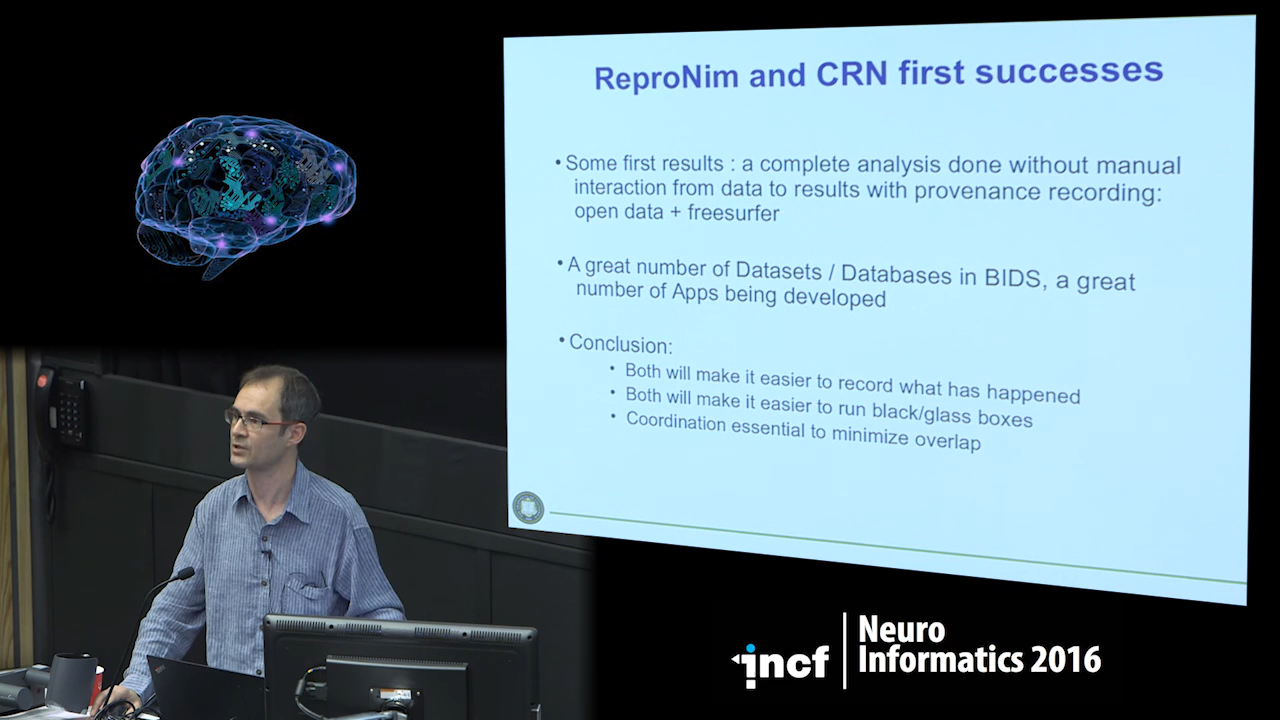 ReproNim and CRN first successes
• Some first results : a complete analysis done without manual
interaction from data to results with provenance recording:
open data + freesurfer
• A great number of Datasets / Databases in BIDS, a great
number of Apps being developed
• Conclusion:
• Both will make it easier to record what has happened
• Both will make it easier to run black/glass boxes
• Coordination essential to minimize overlap
incf
Neuro
Informatics 2016